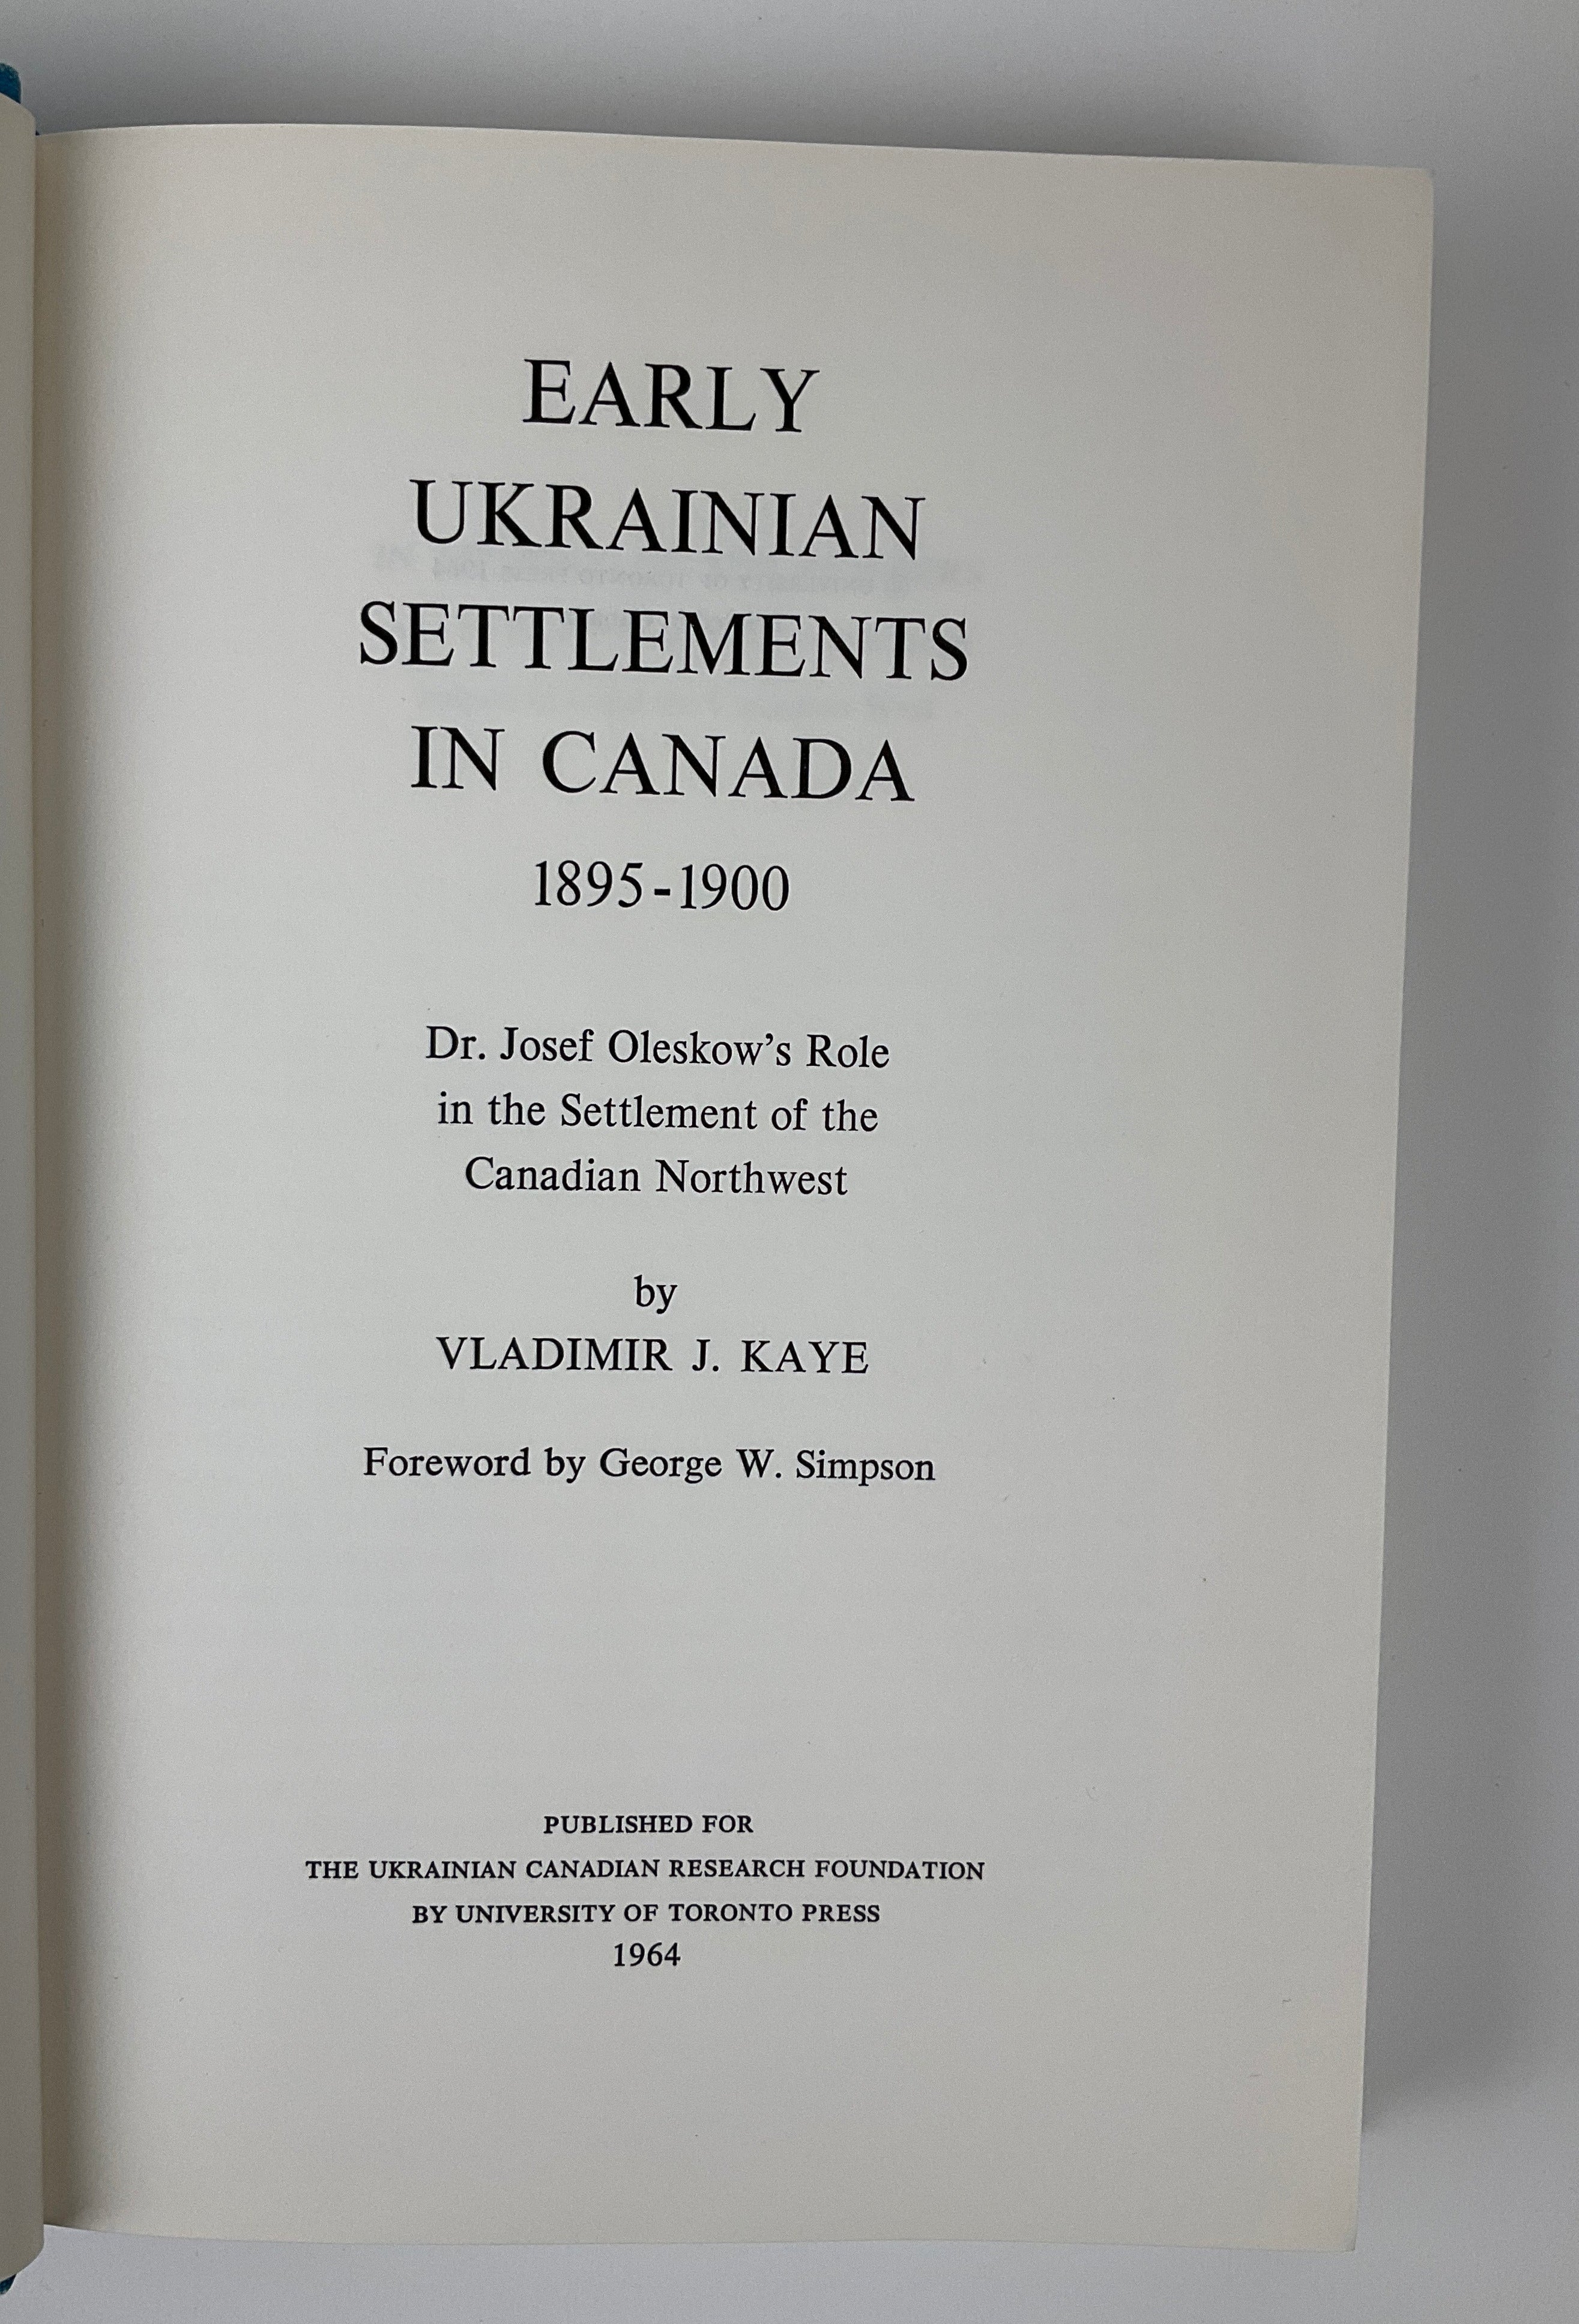 EARLY
UKRAINIAN
SETTLEMENTS
IN CANADA
1895-1900
Dr. Josef Oleskow's Role
in the Settlement of the
Canadian Northwest
by
VLADIMIR J. KAYE
Foreword by George W. Simpson
PUBLISHED FOR
THE UKRAINIAN CANADIAN RESEARCH FOUNDATION
BY UNIVERSITY OF TORONTO PRESS
1964